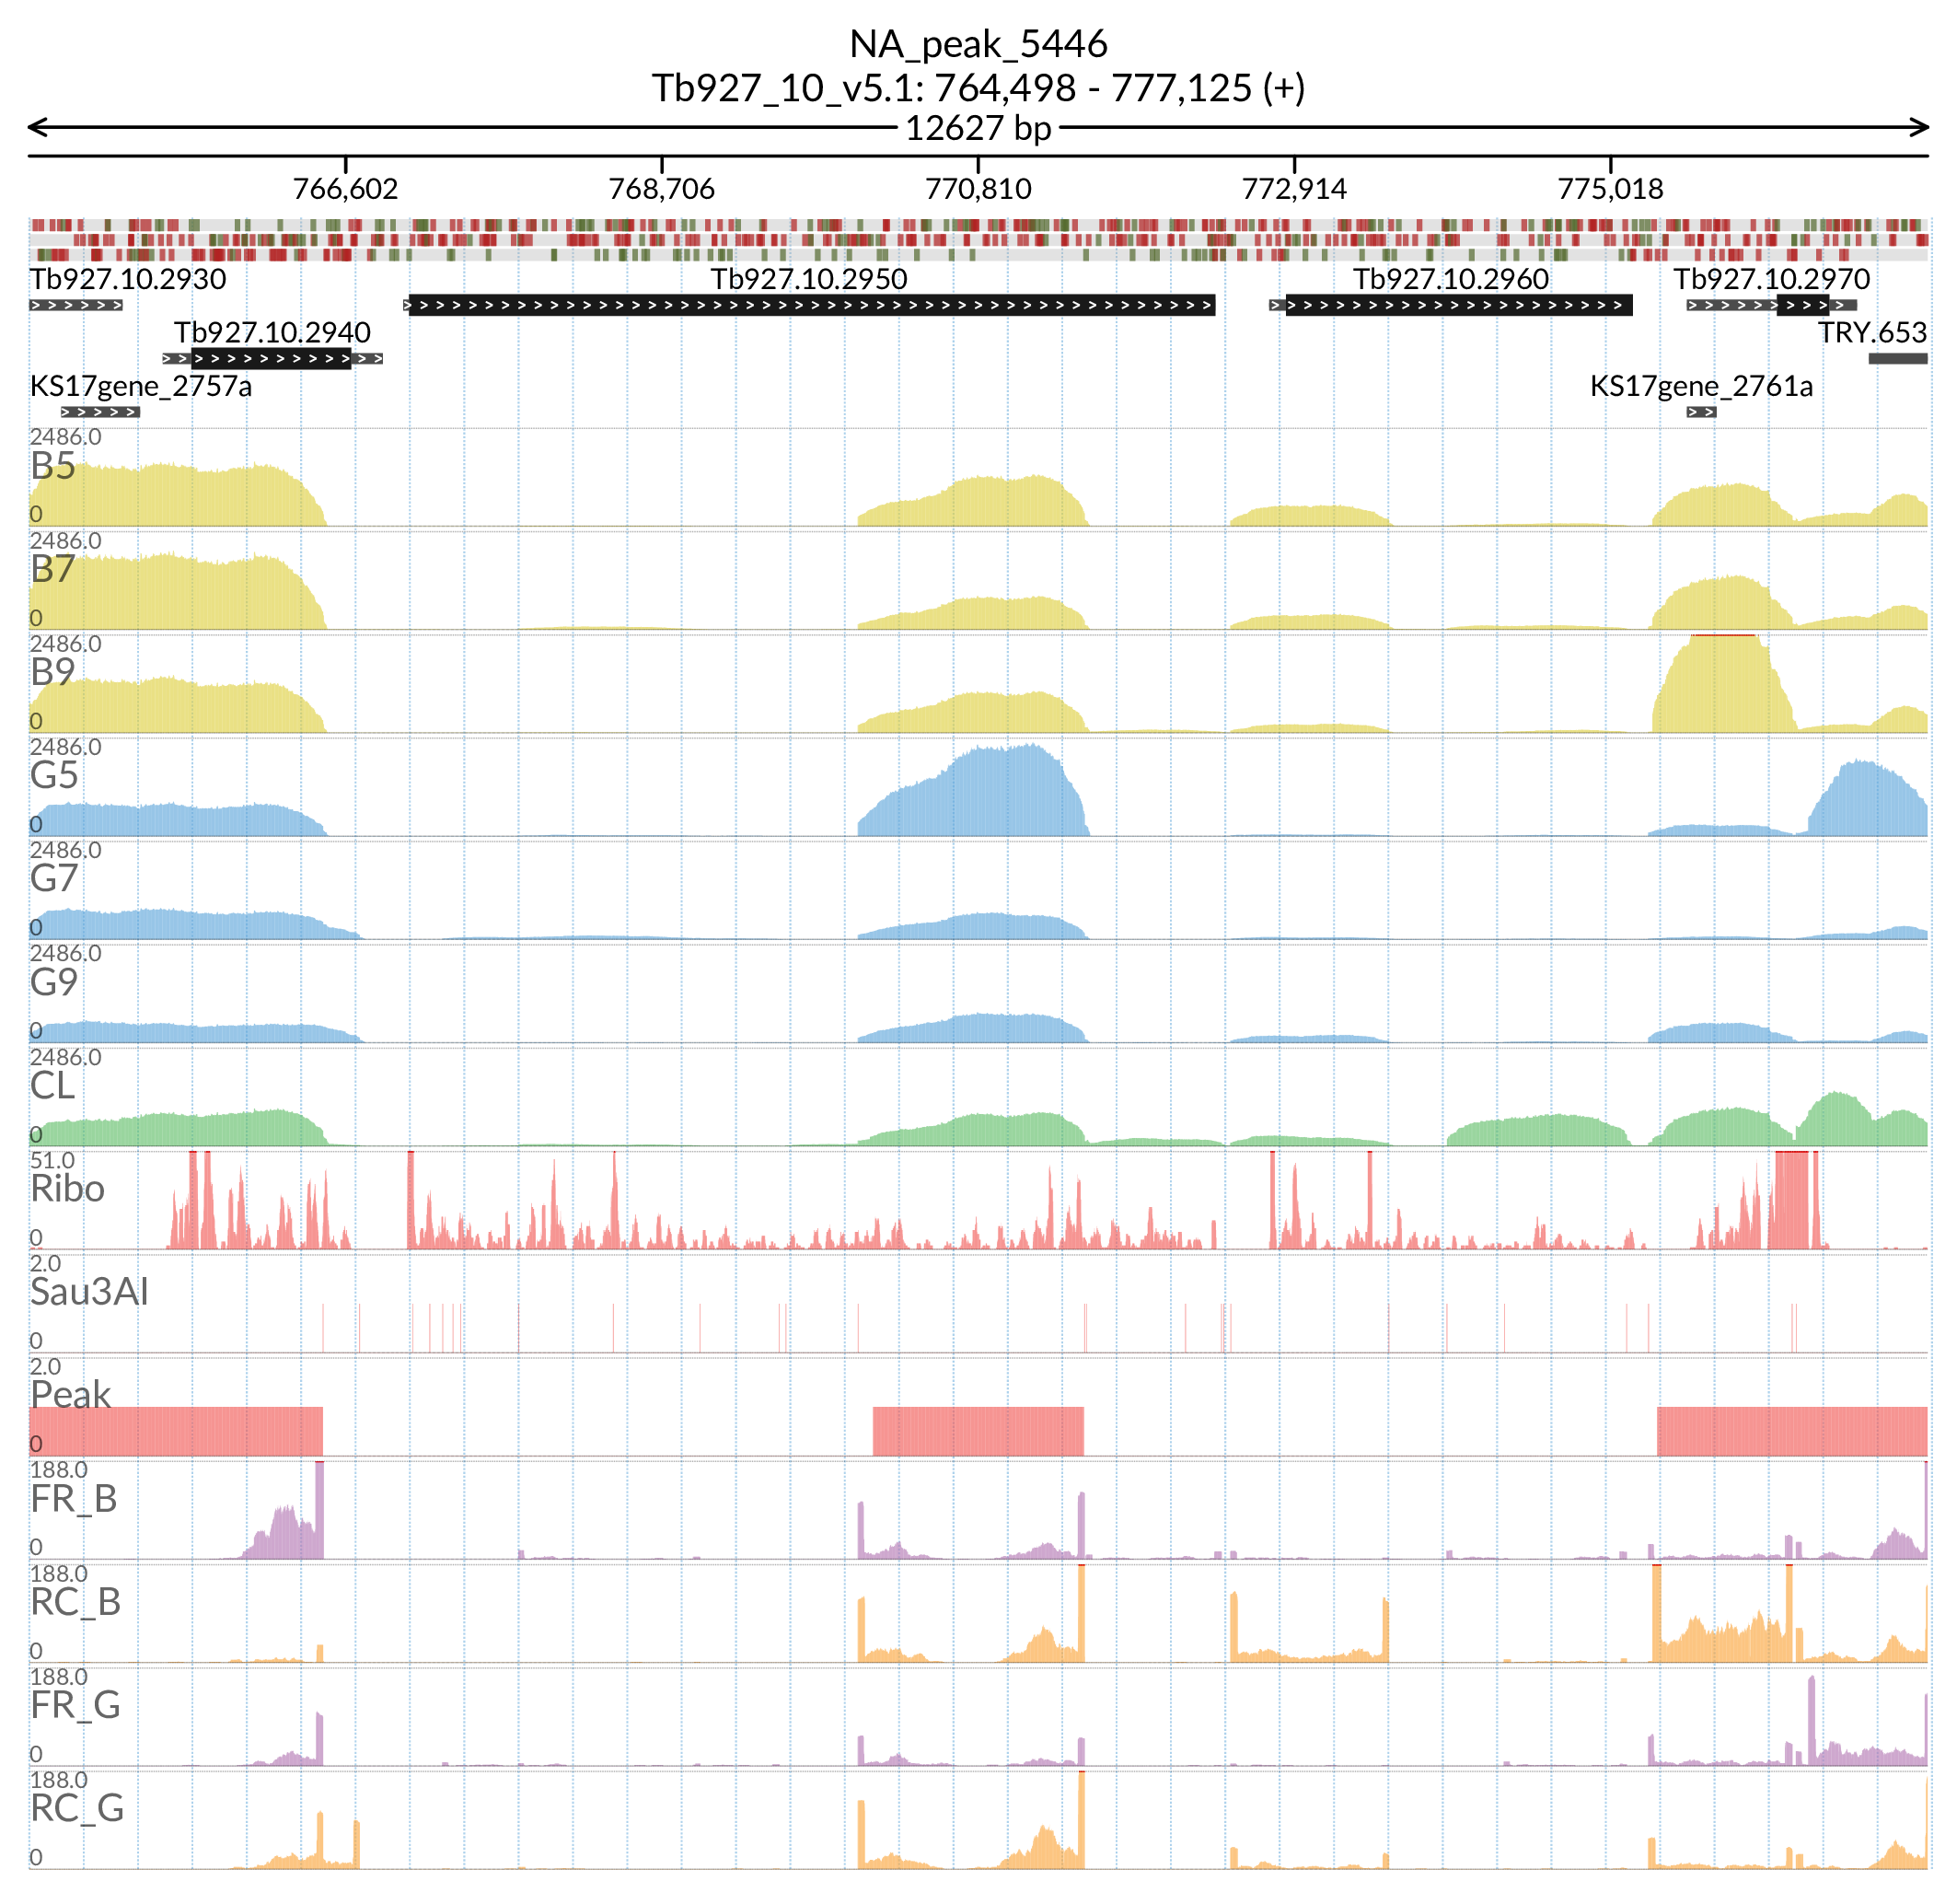 NA_peak_5446
Tb927_10_v5.1: 764,498 - 777,125 (+)
12627 bp
766,602 768,706 770,810 772,914 775,018
Tb927.10.2930 Tb927.10.2950 Tb927.10.2960 Tb927.10.2970
Tb927.10.2940 TRY.653
KS17gene_2757a KS17gene_2761a
2486.0
B5
0
2486.0
B7
0
2486.0
B9
0
2486.0
G5
0
2486.0
G7
0
2486.0
G9
0
2486.0
CL
0
51.0
Ribo
0
2.0
Sau3AI
0
2.0
Peak
0
188.0
FR_B
0
188.0
RC_B
0
188.0
FR_G
0
188.0
RC_G
0